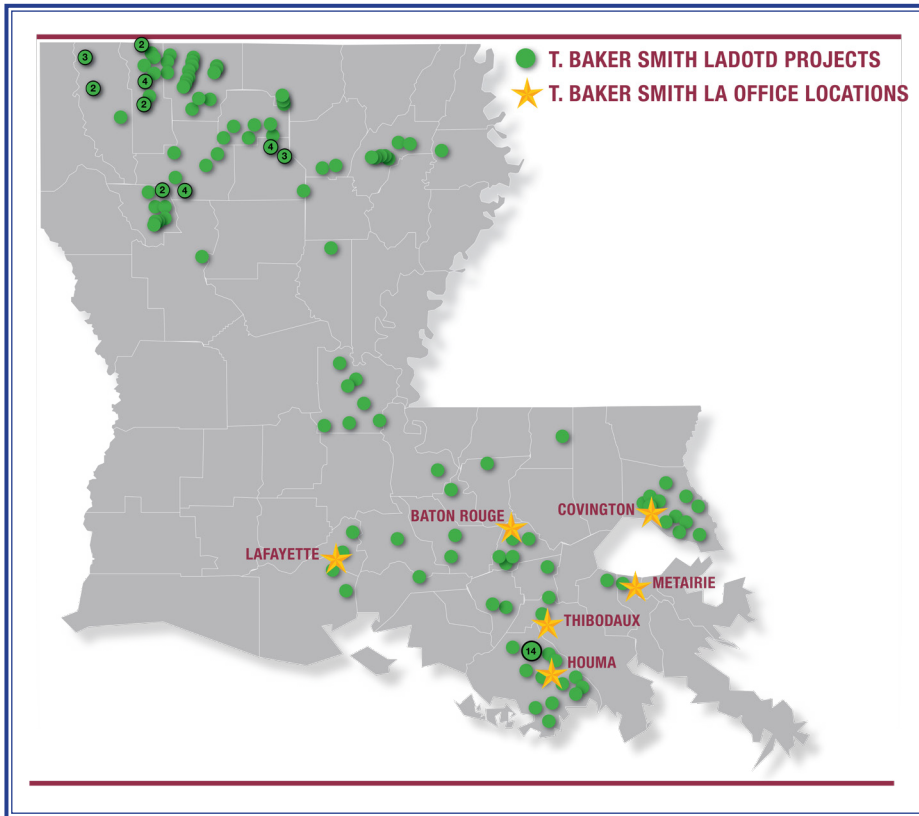 T. BAKER SMITH LADOTD PROJECTS
T. BAKER SMITH LA OFFICE LOCATIONS
2
3
4
2
2
4
3
2
4
COVINGTON
BATON ROUGE
LAFAYETTE
METAIRIE
THIBODAUX
14
HOUMA